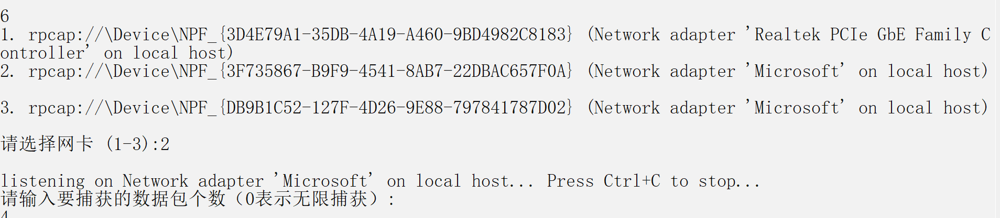 6
1. rpcap://\Device\NPF_{3D4E79A1-35DB-4A19-A460-9BD4982C8183} (Network adapter 'Realtek PCIe GbE Family C
ontroller' on local host)
2. rpcap://\Device\NPF_{3F735867-B9F9-4541-8AB7-22DBAC657F0A} (Network adapter 'Microsoft' on local host)
3. rpcap://\Device\NPF_{DB9B1C52-127F-4D26-9E88-797841787D02} (Network adapter 'Microsoft' on local host)
请选择网卡 (1-3):2
listening on Network adapter 'Microsoft' on local host... Press Ctrl+C to stop...
请输入要捕获的数据包个数（0表示无限捕获）:
4